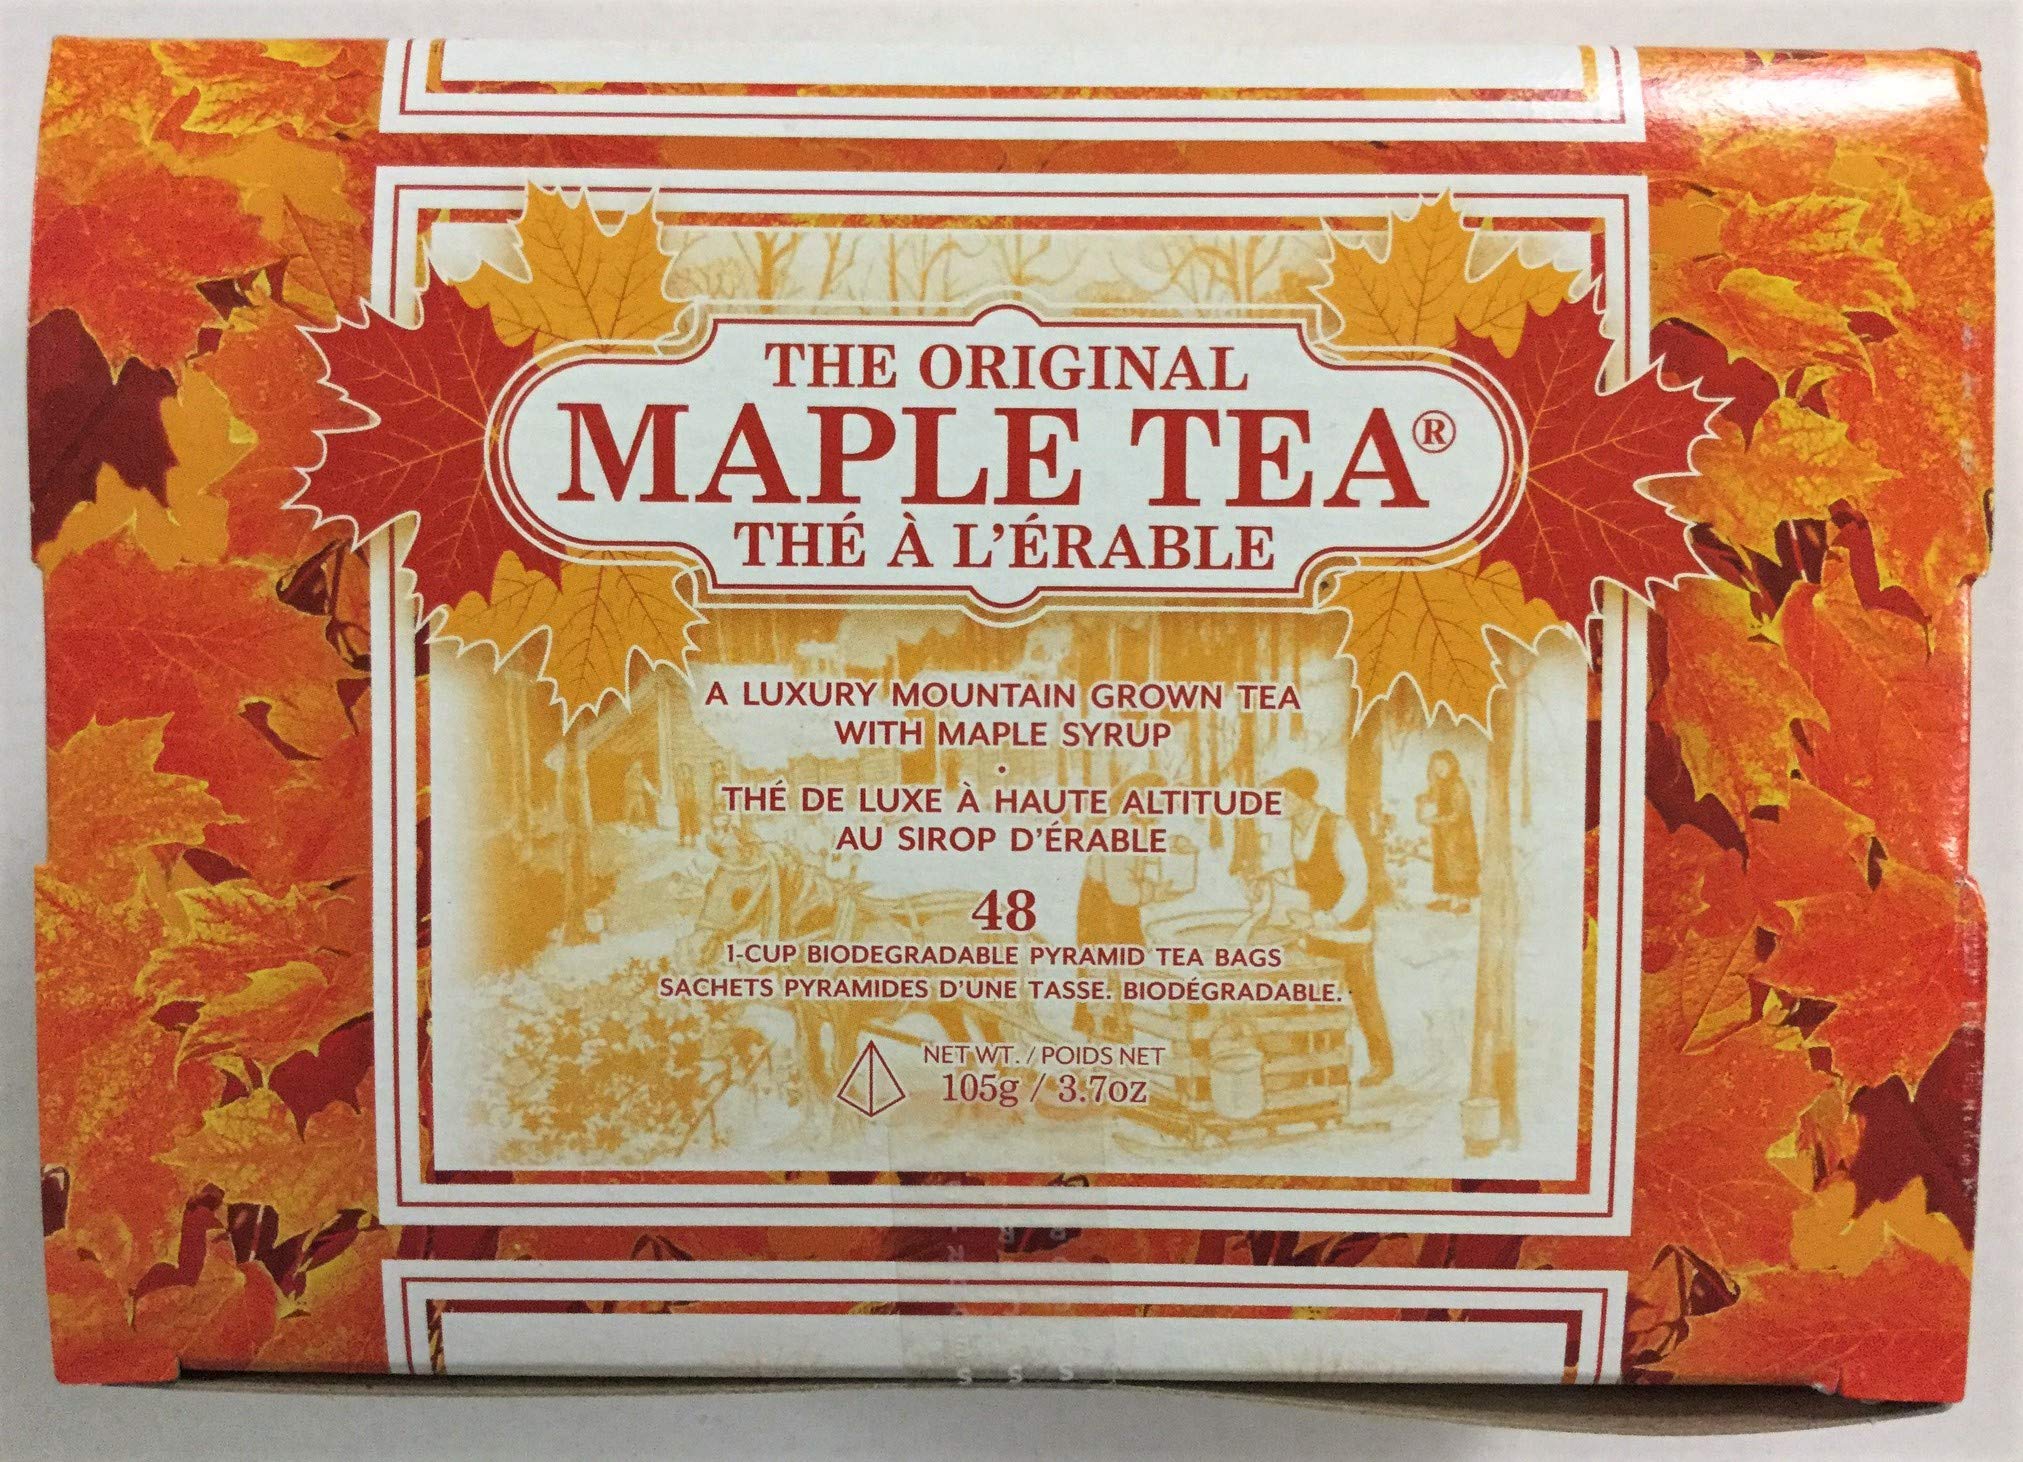 THE ORIGINAL
MAPLE TEA®
THÉ À L'ÉRABLE
A LUXURY MOUNTAIN GROWN TEA
WITH MAPLE SYRUP
·
THÉ DE LUXE À HAUTE ALTITUDE
AU SIROP D'ÉRABLE
48
1-CUP BIODEGRADABLE PYRAMID TEA BAGS
SACHETS PYRAMIDES D'UNE TASSE. BIODÉGRADABLE.
NET WT. / POIDS NET
105g / 3.7oz